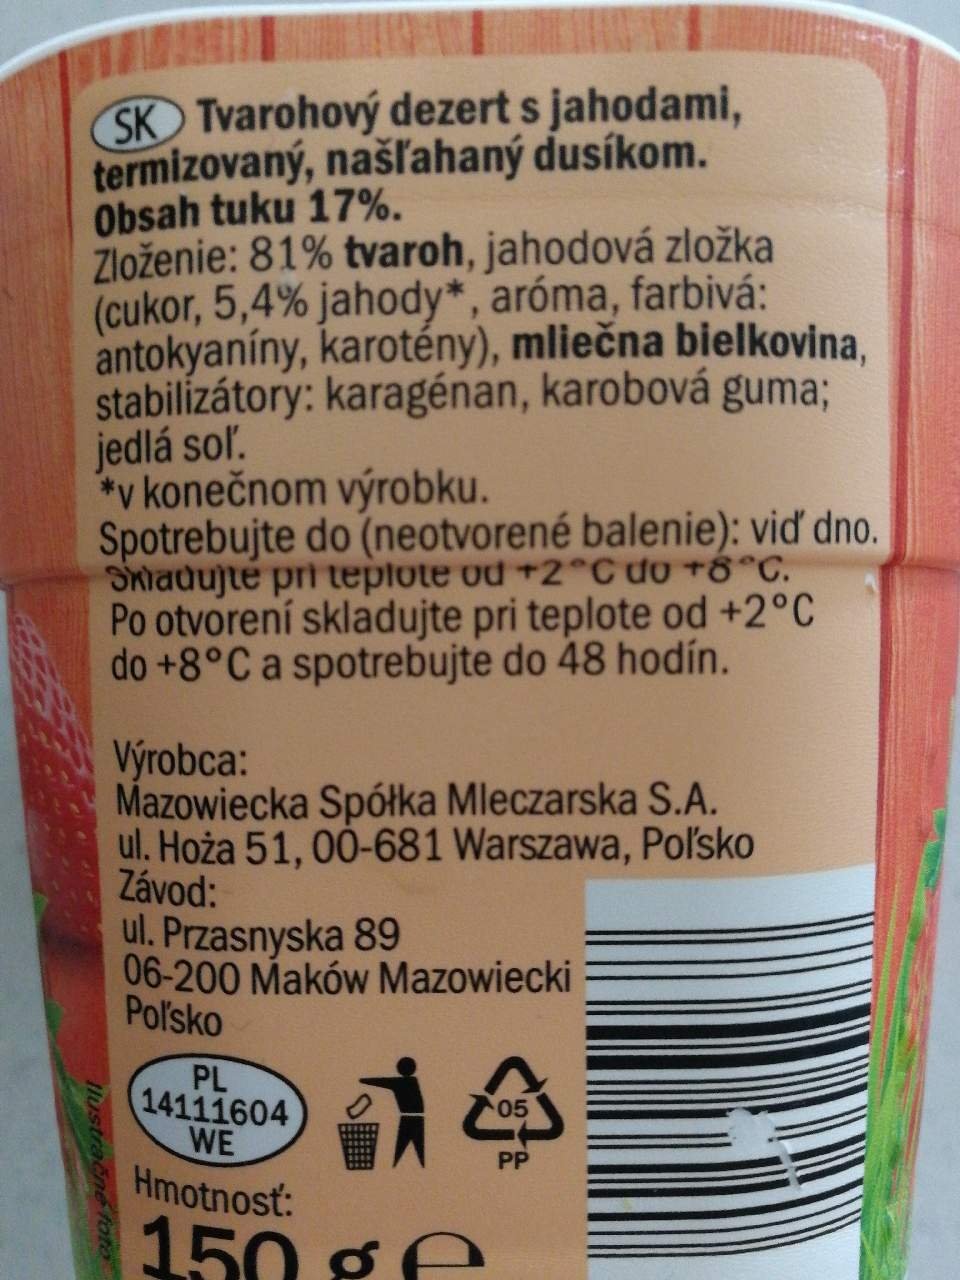 SK Tvarohový dezert s jahodami,
termizovaný, našľahaný dusíkom.
Obsah tuku 17%.
Zloženie: 81% tvaroh, jahodová zložka
(cukor, 5,4% jahody*, aróma, farbivá:
antokyaníny, karotény), mliečna bielkovina,
stabilizátory: karagénan, karobová guma;
jedlá soľ.
*v konečnom výrobku.
Spotrebujte do (neotvorené balenie): viď dno.
Skladujte pri teplote od +2°C do +8°C.
Po otvorení skladujte pri teplote od +2°C
do +8°C a spotrebujte do 48 hodín.
Výrobca:
Mazowiecka Spółka Mleczarska S.A.
ul. Hoża 51, 00-681 Warszawa, Poľsko
Závod:
ul. Przasnyska 89
06-200 Maków Mazowiecki
Poľsko
PL
14111604
WE
05
PP
Ilustračné foto
Hmotnosť:
150 g e